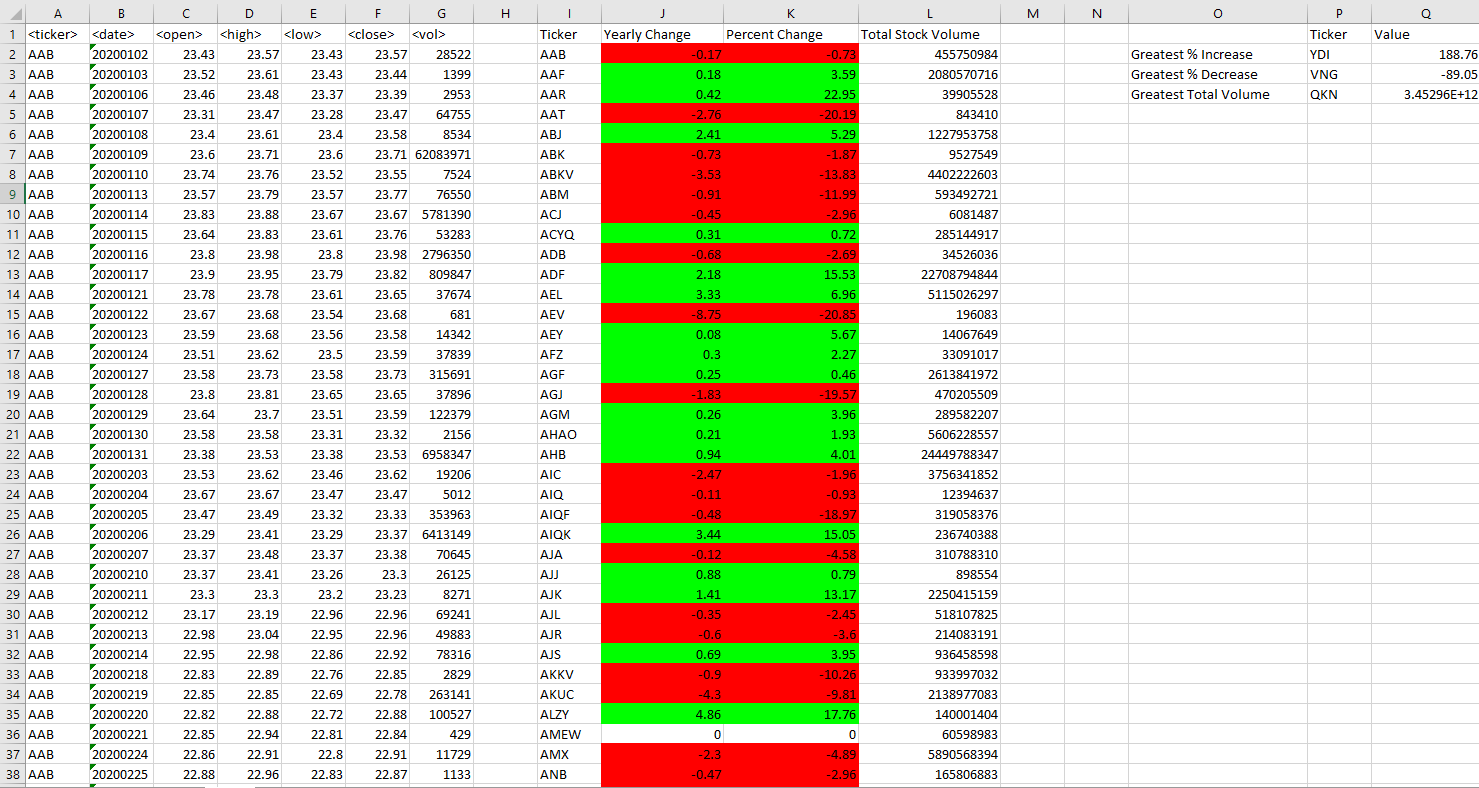 A B C D E F G H I J K L M N O P Q
1 <ticker> <date> <open> <high> <low> <close> <vol> Ticker Yearly Change Percent Change Total Stock Volume Ticker Value
2 AAB 20200102 23.43 23.57 23.43 23.57 28522 AAB -0.17 -0.73 455750984 Greatest % Increase YDI 188.76
3 AAB 20200103 23.52 23.61 23.43 23.44 1399 AAF 0.18 3.59 2080570716 Greatest % Decrease VNG -89.05
4 AAB 20200106 23.46 23.48 23.37 23.39 2953 AAR 0.42 22.95 39905528 Greatest Total Volume QKN 3.45296E+12
5 AAB 20200107 23.31 23.47 23.28 23.47 64755 AAT -2.76 -20.19 843410
6 AAB 20200108 23.4 23.61 23.4 23.58 8534 ABJ 2.41 5.29 1227953758
7 AAB 20200109 23.6 23.71 23.6 23.71 62083971 ABK -0.73 -1.87 9527549
8 AAB 20200110 23.74 23.76 23.52 23.55 7524 ABKV -3.53 -13.83 4402222603
9 AAB 20200113 23.57 23.79 23.57 23.77 76550 ABM -0.91 -11.99 593492721
10 AAB 20200114 23.83 23.88 23.67 23.67 5781390 ACJ -0.45 -2.96 6081487
11 AAB 20200115 23.64 23.83 23.61 23.76 53283 ACYQ 0.31 0.72 285144917
12 AAB 20200116 23.8 23.98 23.8 23.98 2796350 ADB -0.68 -2.69 34526036
13 AAB 20200117 23.9 23.95 23.79 23.82 809847 ADF 2.18 15.53 22708794844
14 AAB 20200121 23.78 23.78 23.61 23.65 37674 AEL 3.33 6.96 5115026297
15 AAB 20200122 23.67 23.68 23.54 23.68 681 AEV -8.75 -20.85 196083
16 AAB 20200123 23.59 23.68 23.56 23.58 14342 AEY 0.08 5.67 14067649
17 AAB 20200124 23.51 23.62 23.5 23.59 37839 AFZ 0.3 2.27 33091017
18 AAB 20200127 23.58 23.73 23.58 23.73 315691 AGF 0.25 0.46 2613841972
19 AAB 20200128 23.8 23.81 23.65 23.65 37896 AGJ -1.83 -19.57 470205509
20 AAB 20200129 23.64 23.7 23.51 23.59 122379 AGM 0.26 3.96 289582207
21 AAB 20200130 23.58 23.58 23.31 23.32 2156 AHAO 0.21 1.93 5606228557
22 AAB 20200131 23.38 23.53 23.38 23.53 6958347 AHB 0.94 4.01 24449788347
23 AAB 20200203 23.53 23.62 23.46 23.62 19206 AIC -2.47 -1.96 3756341852
24 AAB 20200204 23.67 23.67 23.47 23.47 5012 AIQ -0.11 -0.93 12394637
25 AAB 20200205 23.47 23.49 23.32 23.33 353963 AIQF -0.48 -18.97 319058376
26 AAB 20200206 23.29 23.41 23.29 23.37 6413149 AIQK 3.44 15.05 236740388
27 AAB 20200207 23.37 23.48 23.37 23.38 70645 AJA -0.12 -4.58 310788310
28 AAB 20200210 23.37 23.41 23.26 23.3 26125 AJJ 0.88 0.79 898554
29 AAB 20200211 23.3 23.3 23.2 23.23 8271 AJK 1.41 13.17 2250415159
30 AAB 20200212 23.17 23.19 22.96 22.96 69241 AJL -0.35 -2.45 518107825
31 AAB 20200213 22.98 23.04 22.95 22.96 49883 AJR -0.6 -3.6 214083191
32 AAB 20200214 22.95 22.98 22.86 22.92 78316 AJS 0.69 3.95 936458598
33 AAB 20200218 22.83 22.89 22.76 22.85 2829 AKKV -0.9 -10.26 933997032
34 AAB 20200219 22.85 22.85 22.69 22.78 263141 AKUC -4.3 -9.81 2138977083
35 AAB 20200220 22.82 22.88 22.72 22.88 100527 ALZY 4.86 17.76 140001404
36 AAB 20200221 22.85 22.94 22.81 22.84 429 AMEW 0 0 60598983
37 AAB 20200224 22.86 22.91 22.8 22.91 11729 AMX -2.3 -4.89 5890568394
38 AAB 20200225 22.88 22.96 22.83 22.87 1133 ANB -0.47 -2.96 165806883